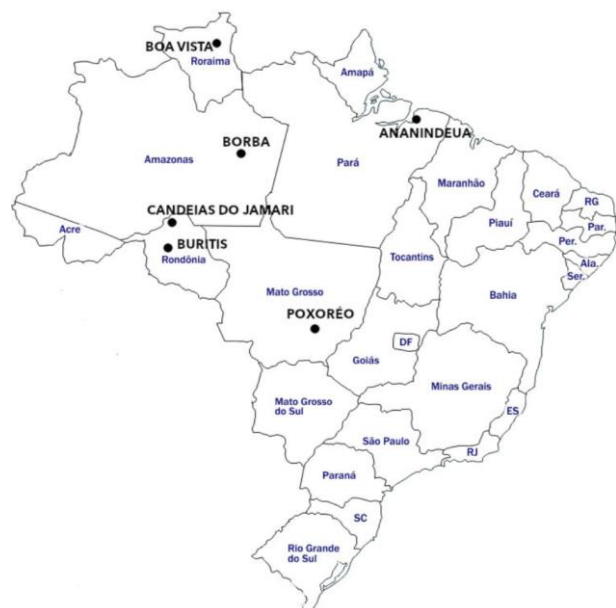 BOA VISTA
Roraima
Amapá
ANANINDEUA
BORBA
Amazonas
Pará
Maranhão
Ceará
RG
CANDEIAS DO JAMARI
Piauí
Par.
Acre
BURITIS
Per.
Rondônia
Tocantins
Ala.
Ser.
Mato Grosso
Bahia
POXORÉO
DF
Goiás
Minas Gerais
Mato Grosso
do Sul
ES
São Paulo
RJ
Paraná
SC
Rio Grande
do Sul